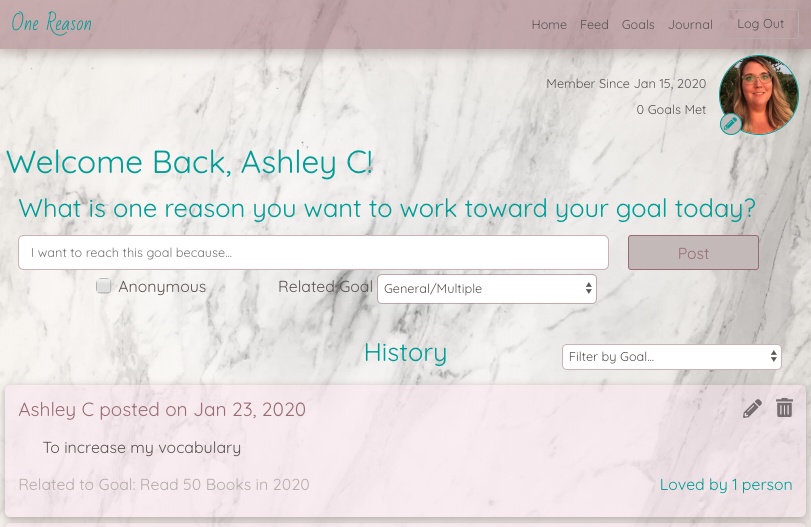 One Reason
Home Feed Goals Journal Log Out
Member Since Jan 15, 2020
0 Goals Met
Welcome Back, Ashley C!
What is one reason you want to work toward your goal today?
I want to reach this goal because... Post
Anonymous Related Goal General/Multiple
History Filter by Goal...
Ashley C posted on Jan 23, 2020
To increase my vocabulary
Related to Goal: Read 50 Books in 2020 Loved by 1 person